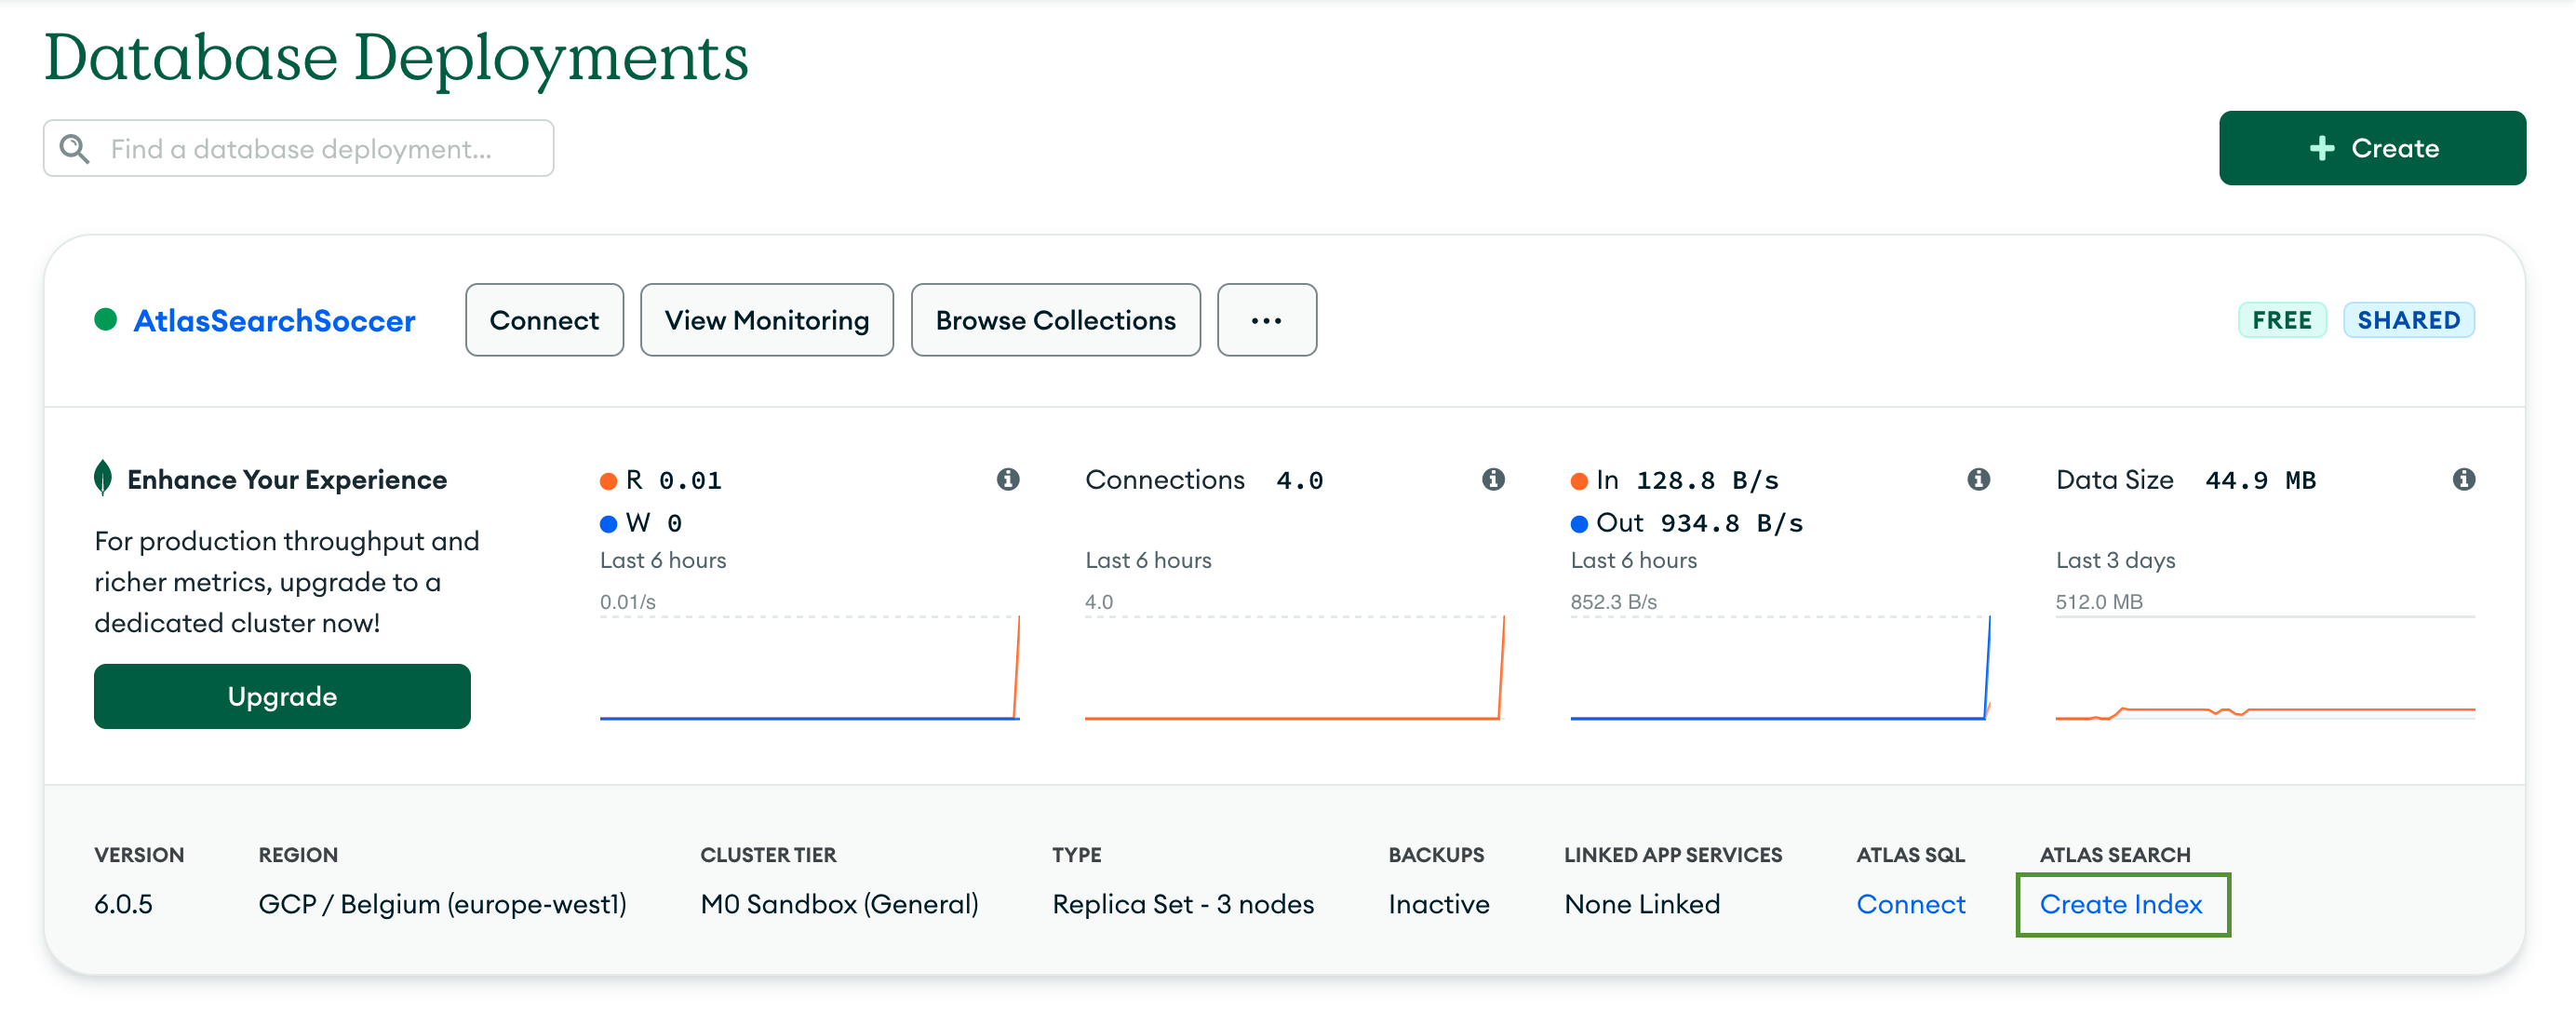 Database Deployments
Find a database deployment...
+ Create
AtlasSearchSoccer
Connect
View Monitoring
Browse Collections
...
FREE
SHARED
Enhance Your Experience
For production throughput and
richer metrics, upgrade to a
dedicated cluster now!
Upgrade
R 0.01
W 0
Last 6 hours
0.01/s
Connections 4.0
Last 6 hours
4.0
In 128.8 B/s
Out 934.8 B/s
Last 6 hours
852.3 B/s
Data Size 44.9 MB
Last 3 days
512.0 MB
VERSION
6.0.5
REGION
GCP / Belgium (europe-west1)
CLUSTER TIER
M0 Sandbox (General)
TYPE
Replica Set - 3 nodes
BACKUPS
Inactive
LINKED APP SERVICES
None Linked
ATLAS SQL
Connect
ATLAS SEARCH
Create Index